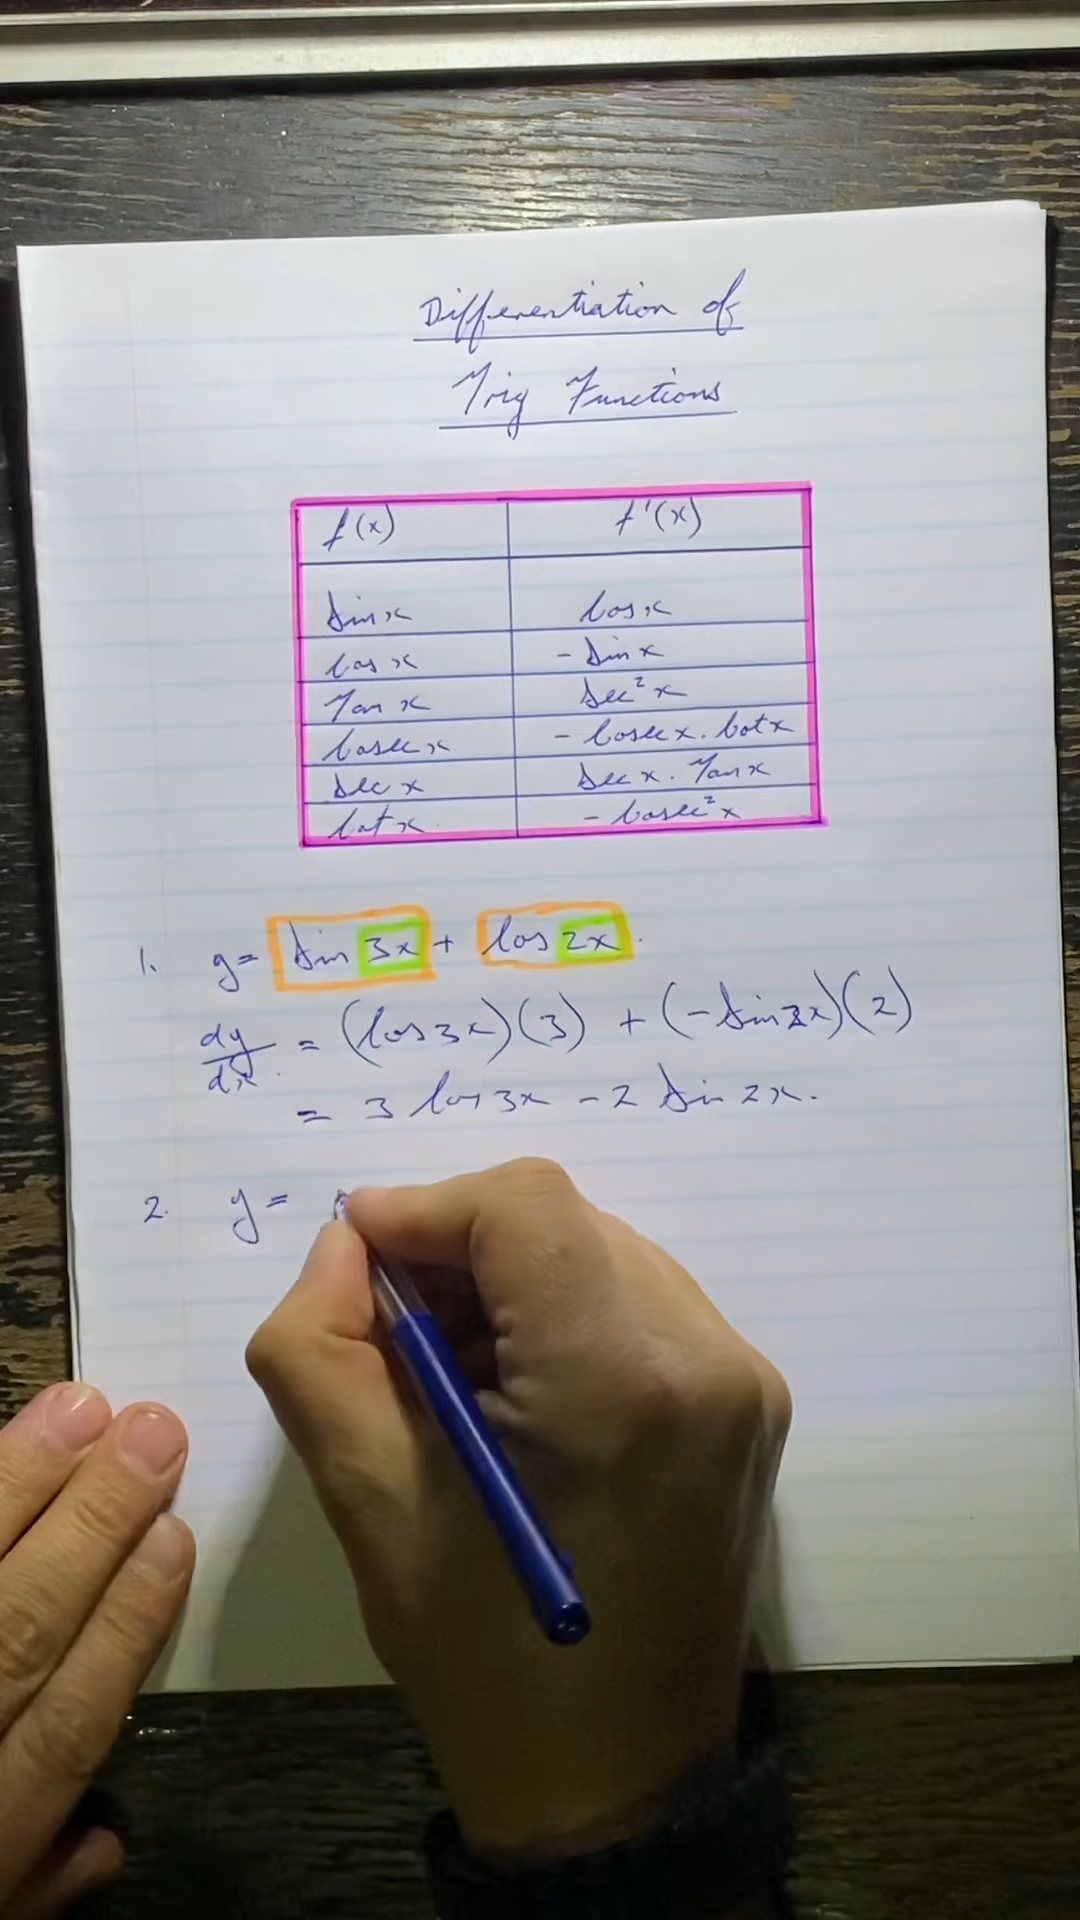 Differentiation of
Trig Functions
f(x) f'(x)
Sin x Cos x
Cos x - Sin x
Tan x Sec² x
Cosec x - Cosec x . Cot x
Sec x Sec x . Tan x
Cot x - Cosec² x
1. y = Sin 3x + Cos 2x.
dy/dx = (Cos 3x)(3) + (-Sin 2x)(2)
= 3 Cos 3x - 2 Sin 2x.
2. y =